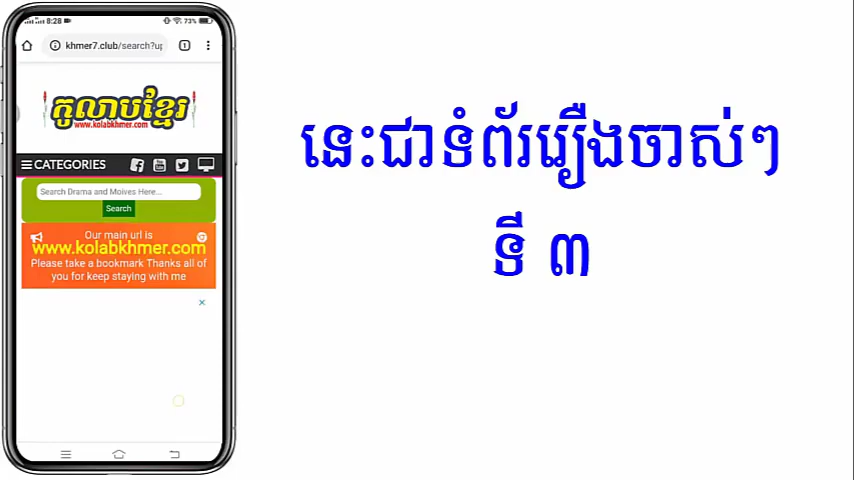 8:28
73%
khmer7.club/search?up
1
កូលាបខ្មែរ
www.kolabkhmer.com
CATEGORIES
Search Drama and Moives Here...
Search
Our main url is
www.kolabkhmer.com
Please take a bookmark Thanks all of
you for keep staying with me
នេះជាទំព័ររឿងចាស់ៗ
ទី ៣